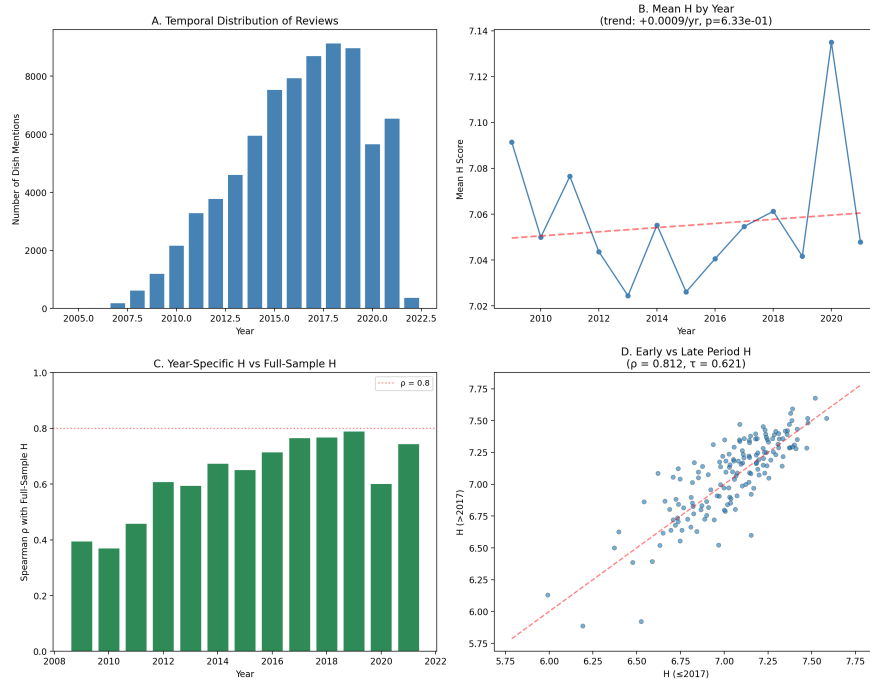 A. Temporal Distribution of Reviews
Number of Dish Mentions
8000
6000
4000
2000
0
2005.0 2007.5 2010.0 2012.5 2015.0 2017.5 2020.0 2022.5
Year
B. Mean H by Year
(trend: +0.0009/yr, p=6.33e-01)
Mean H Score
7.14
7.12
7.10
7.08
7.06
7.04
7.02
2010 2012 2014 2016 2018 2020
Year
C. Year-Specific H vs Full-Sample H
ρ = 0.8
Spearman ρ with Full-Sample H
1.0
0.8
0.6
0.4
0.2
0.0
2008 2010 2012 2014 2016 2018 2020 2022
Year
D. Early vs Late Period H
(ρ = 0.812, τ = 0.621)
H (>2017)
7.75
7.50
7.25
7.00
6.75
6.50
6.25
6.00
5.75
5.75 6.00 6.25 6.50 6.75 7.00 7.25 7.50 7.75
H (≤2017)